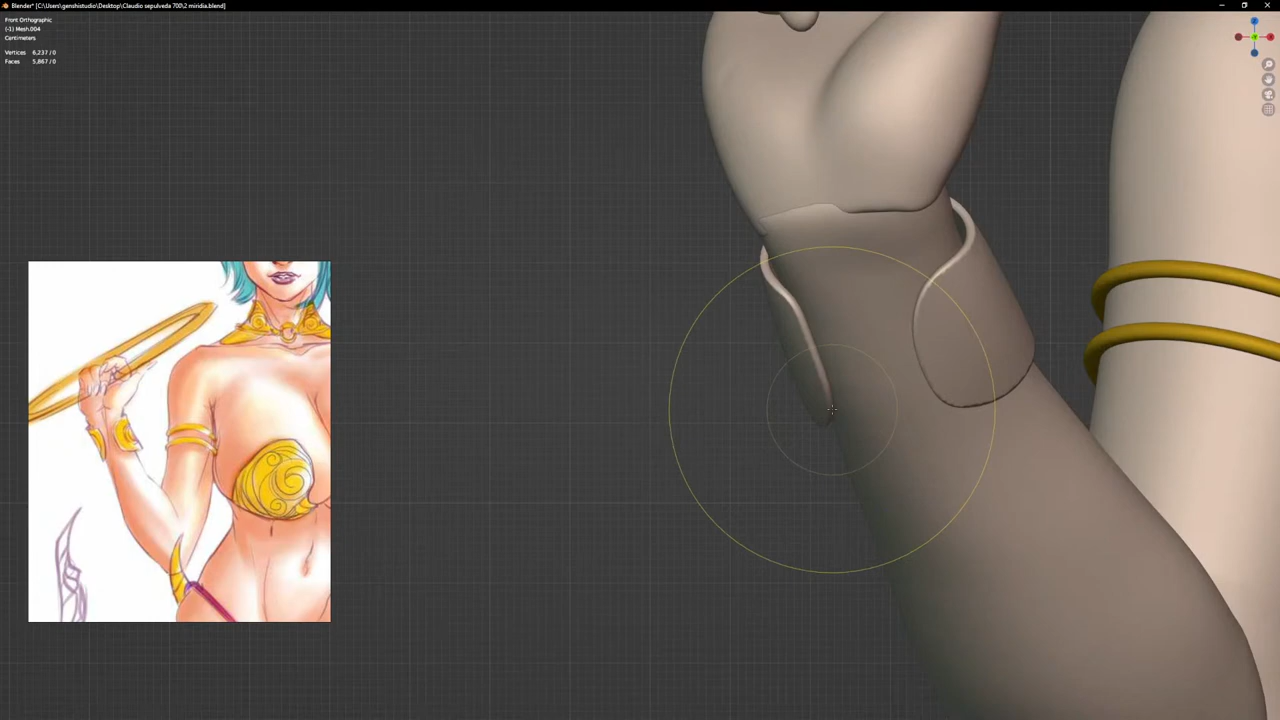 Blender* [C:\Users\genshistudio\Desktop\Claudio sepulveda 700\2 miridia.blend]
Front Orthographic
(-1) Mesh.004
Centimeters
Vertices 6,237 / 0
Faces 5,867 / 0